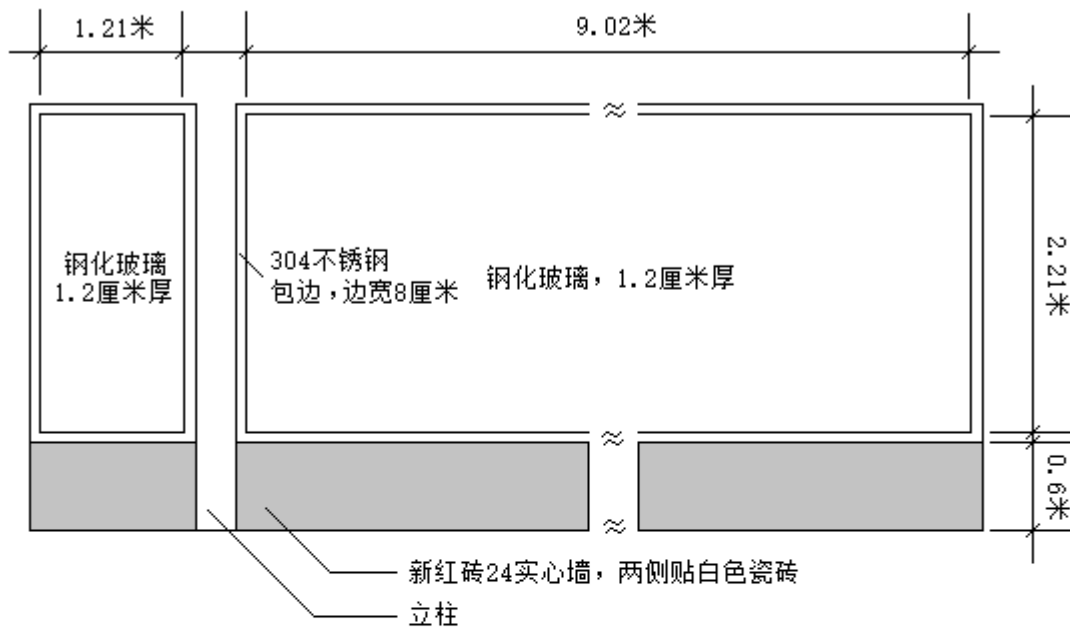 1.21米
9.02米
钢化玻璃
1.2厘米厚
304不锈钢
包边，边宽8厘米
钢化玻璃，1.2厘米厚
2.21米
0.6米
新红砖24实心墙，两侧贴白色瓷砖
立柱